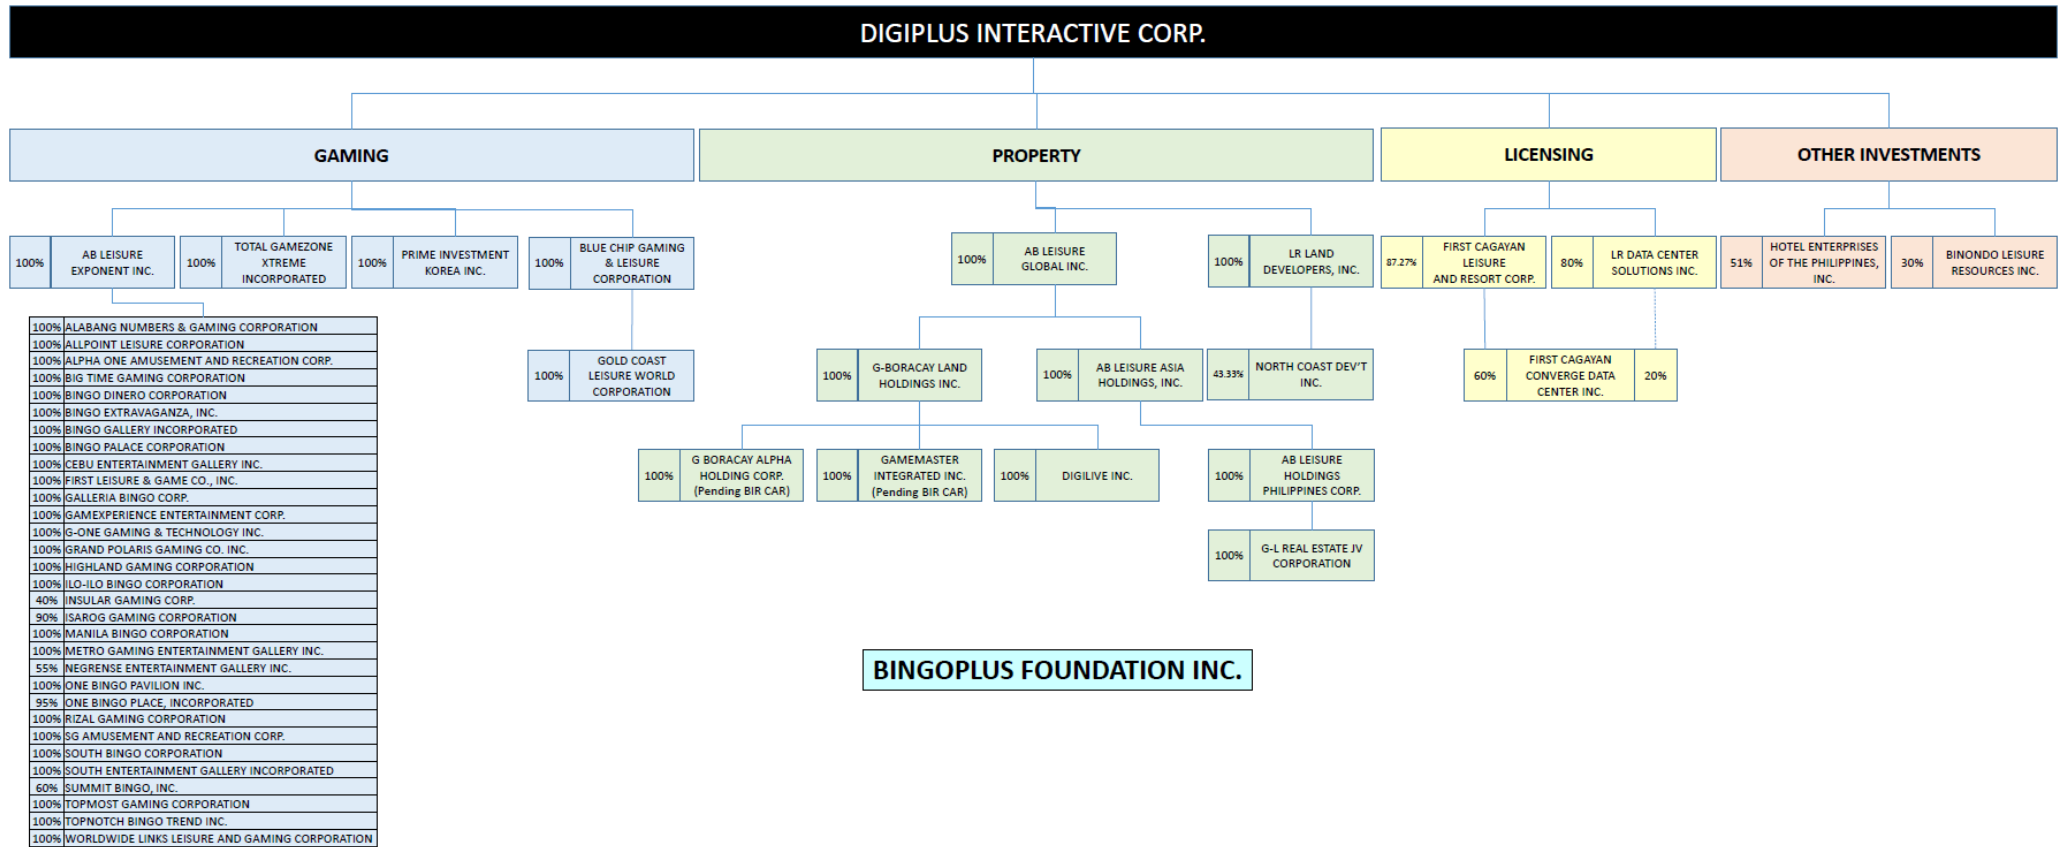 DIGIPLUS INTERACTIVE CORP.
GAMING
PROPERTY
LICENSING
OTHER INVESTMENTS
100%
AB LEISURE
EXPONENT INC.
100%
TOTAL GAMEZONE
XTREME
INCORPORATED
100%
PRIME INVESTMENT
KOREA INC.
100%
BLUE CHIP GAMING
& LEISURE
CORPORATION
100%
AB LEISURE
GLOBAL INC.
100%
LR LAND
DEVELOPERS, INC.
87.27%
FIRST CAGAYAN
LEISURE
AND RESORT CORP.
80%
LR DATA CENTER
SOLUTIONS INC.
51%
HOTEL ENTERPRISES
OF THE PHILIPPINES,
INC.
30%
BINONDO LEISURE
RESOURCES INC.
100% ALABANG NUMBERS & GAMING CORPORATION
100% ALLPOINT LEISURE CORPORATION
100% ALPHA ONE AMUSEMENT AND RECREATION CORP.
100% BIG TIME GAMING CORPORATION
100% BINGO DINERO CORPORATION
100% BINGO EXTRAVAGANZA, INC.
100% BINGO GALLERY INCORPORATED
100% BINGO PALACE CORPORATION
100% CEBU ENTERTAINMENT GALLERY INC.
100% FIRST LEISURE & GAME CO., INC.
100% GALLERIA BINGO CORP.
100% GAMEXPERIENCE ENTERTAINMENT CORP.
100% G-ONE GAMING & TECHNOLOGY INC.
100% GRAND POLARIS GAMING CO. INC.
100% HIGHLAND GAMING CORPORATION
100% ILO-ILO BINGO CORPORATION
40% INSULAR GAMING CORP.
90% ISAROG GAMING CORPORATION
100% MANILA BINGO CORPORATION
100% METRO GAMING ENTERTAINMENT GALLERY INC.
55% NEGRENSE ENTERTAINMENT GALLERY INC.
100% ONE BINGO PAVILION INC.
95% ONE BINGO PLACE, INCORPORATED
100% RIZAL GAMING CORPORATION
100% SG AMUSEMENT AND RECREATION CORP.
100% SOUTH BINGO CORPORATION
100% SOUTH ENTERTAINMENT GALLERY INCORPORATED
60% SUMMIT BINGO, INC.
100% TOPMOST GAMING CORPORATION
100% TOPNOTCH BINGO TREND INC.
100% WORLDWIDE LINKS LEISURE AND GAMING CORPORATION
100%
GOLD COAST
LEISURE WORLD
CORPORATION
100%
G-BORACAY LAND
HOLDINGS INC.
100%
AB LEISURE ASIA
HOLDINGS, INC.
43.33%
NORTH COAST DEV'T
INC.
60%
FIRST CAGAYAN
CONVERGE DATA
CENTER INC.
20%
100%
G BORACAY ALPHA
HOLDING CORP.
(Pending BIR CAR)
100%
GAMEMASTER
INTEGRATED INC.
(Pending BIR CAR)
100%
DIGILIVE INC.
100%
AB LEISURE
HOLDINGS
PHILIPPINES CORP.
100%
G-L REAL ESTATE JV
CORPORATION
BINGOPLUS FOUNDATION INC.